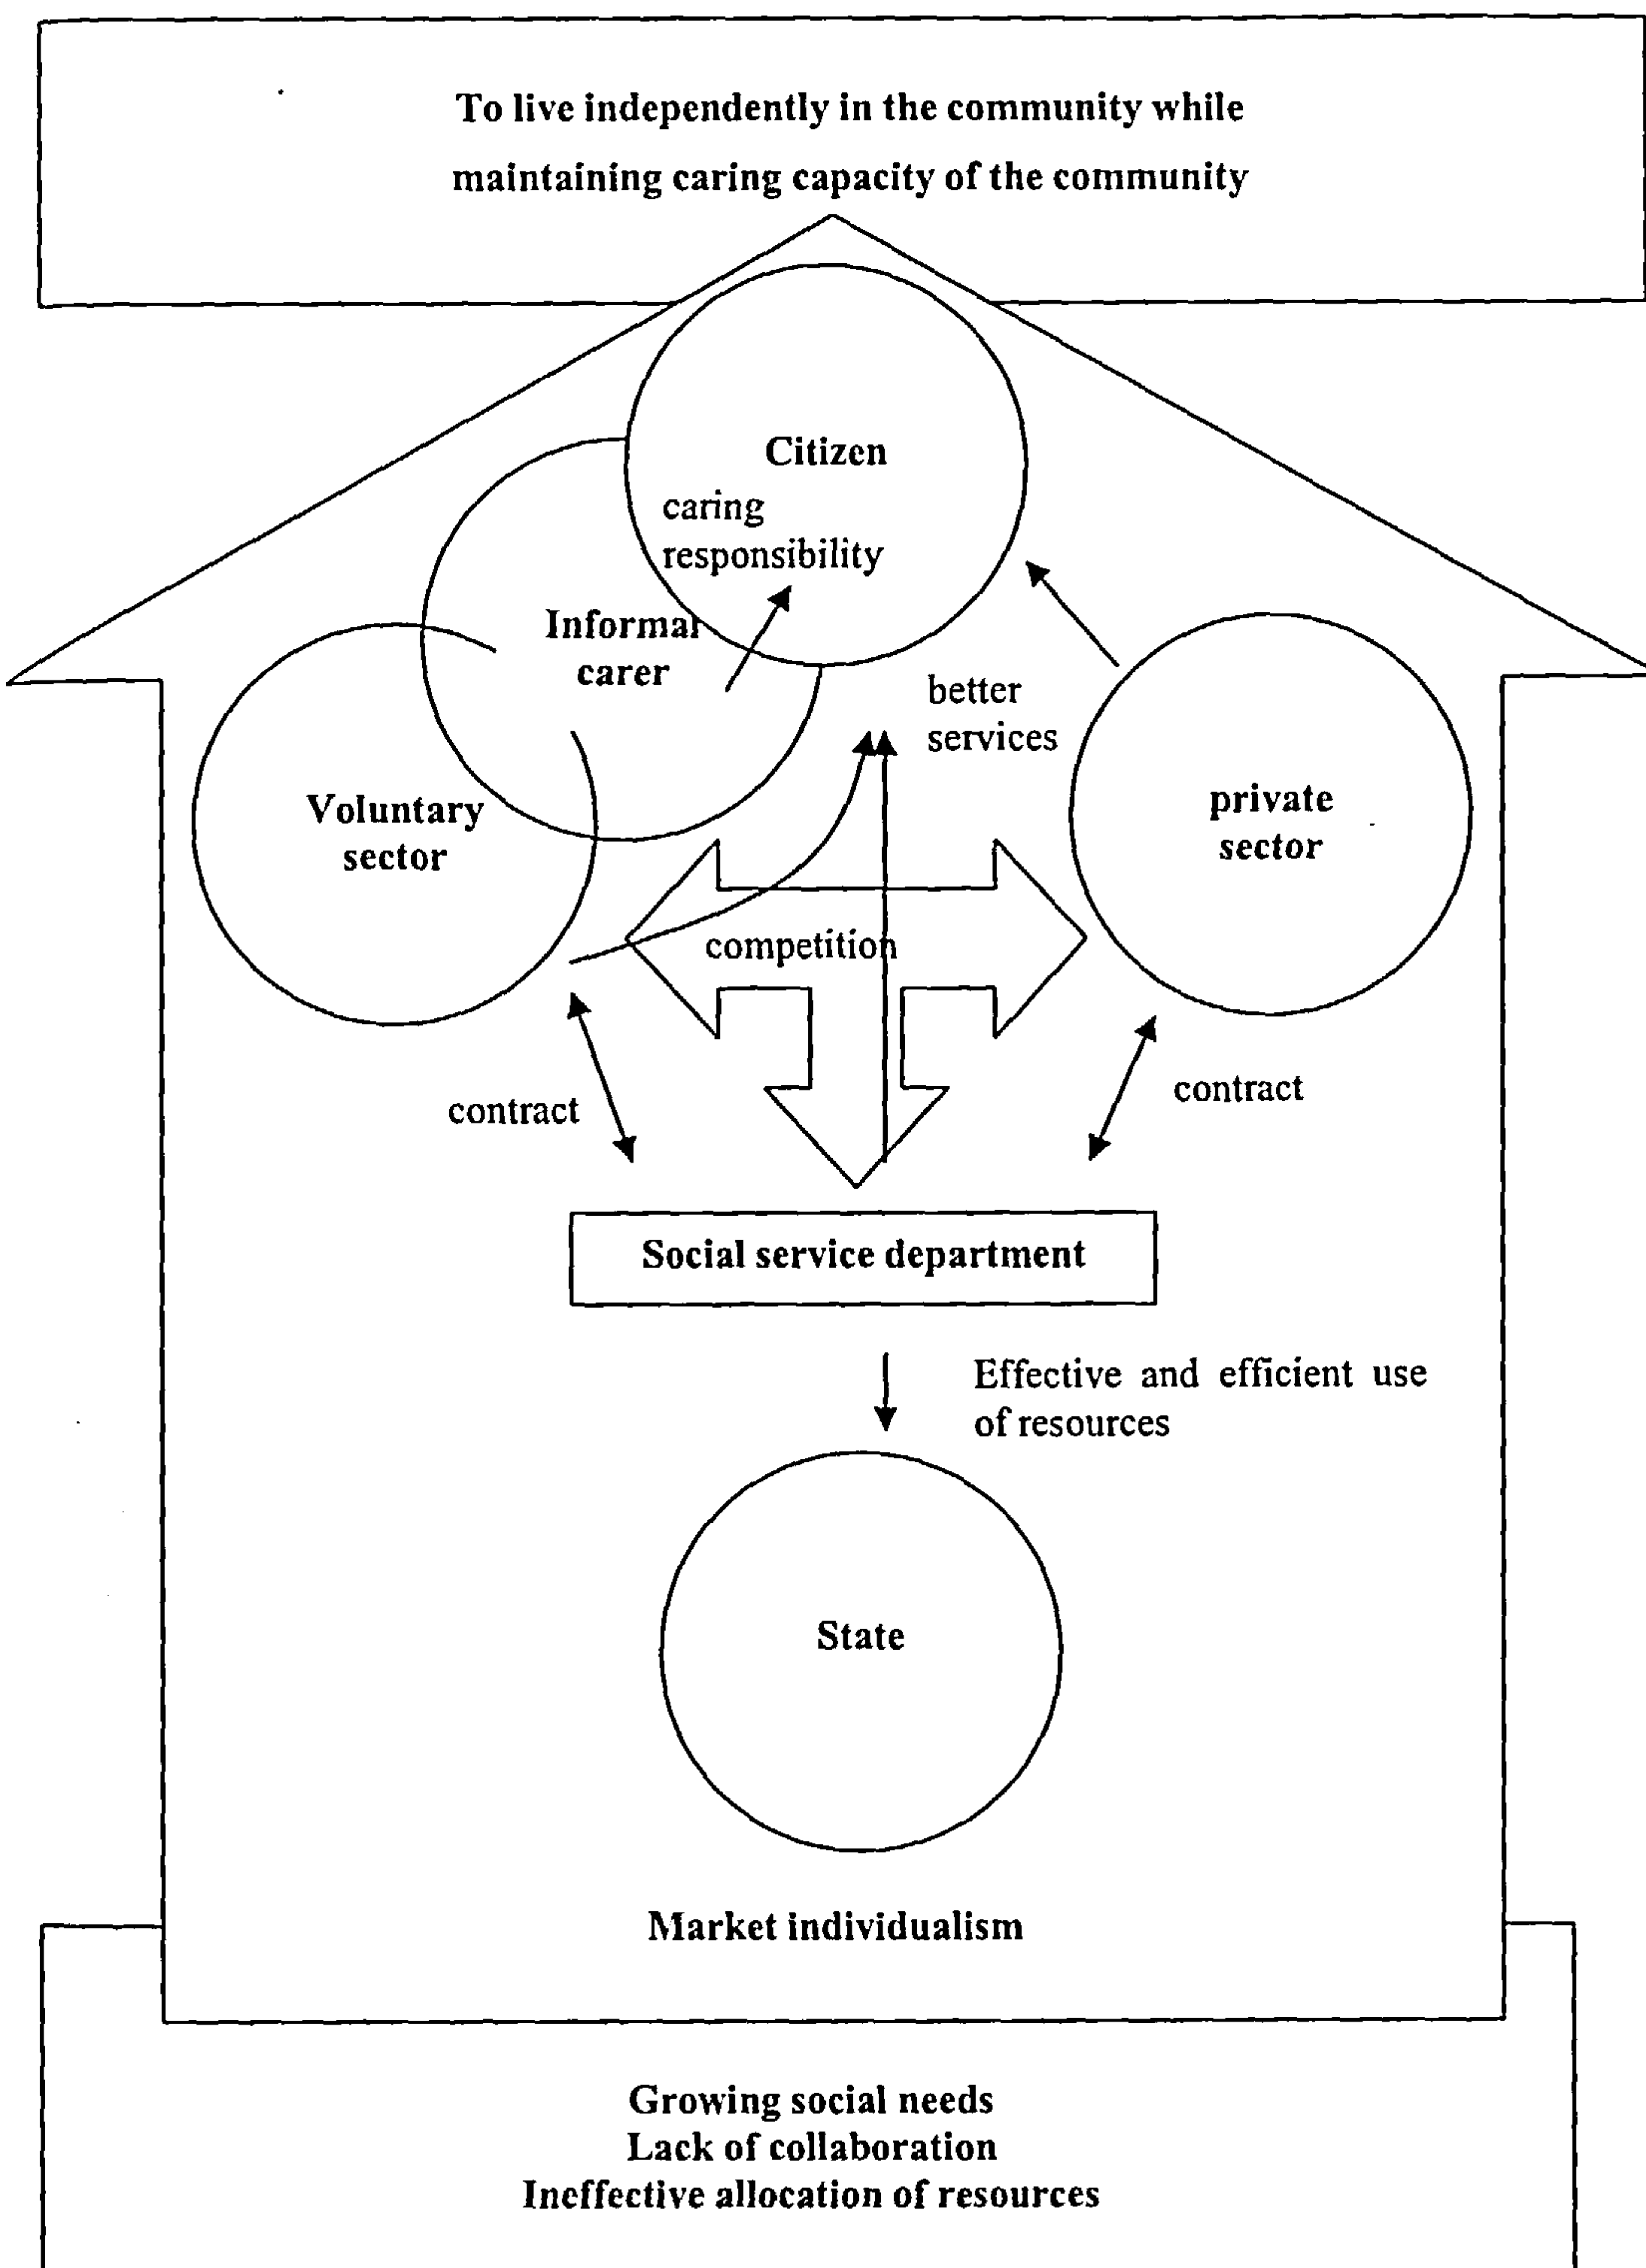 To live independently in the community while
maintaining caring capacity of the community
Citizen
caring
responsibility
Informal
carer
better
services
Voluntary
sector
private
sector
competition
contract
contract
Social service department
Effective and efficient use
of resources
State
Market individualism
Growing social needs
Lack of collaboration
Ineffective allocation of resources